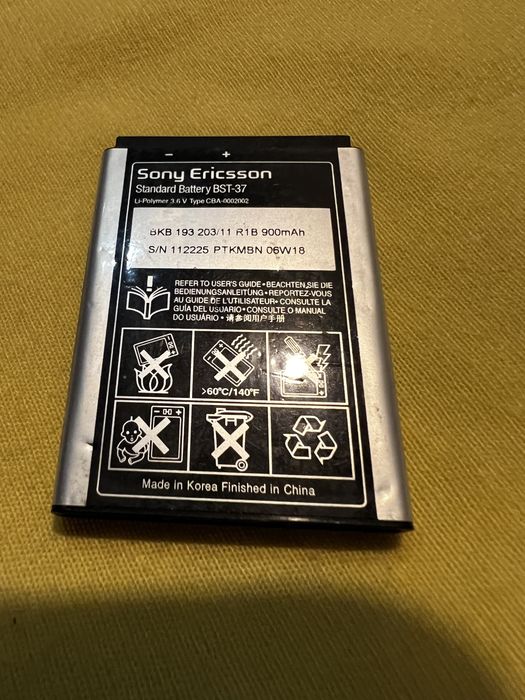 - +
Sony Ericsson
Standard Battery BST-37
Li-Polymer 3.6 V Type CBA-0002002
BKB 193 203/11 R1B 900mAh
S/N 112225 PTKMBN 06W18
REFER TO USER'S GUIDE•BEACHTEN SIE DIE
BEDIENUNGSANLEITUNG•REPORTEZ-VOUS
AU GUIDE DE L'UTILISATEUR•CONSULTE LA
GUÍA DEL USUARIO•CONSULTE O MANUAL
DO USUÁRIO•请参阅用户手册
>60°C/140°F
- +
Made in Korea Finished in China